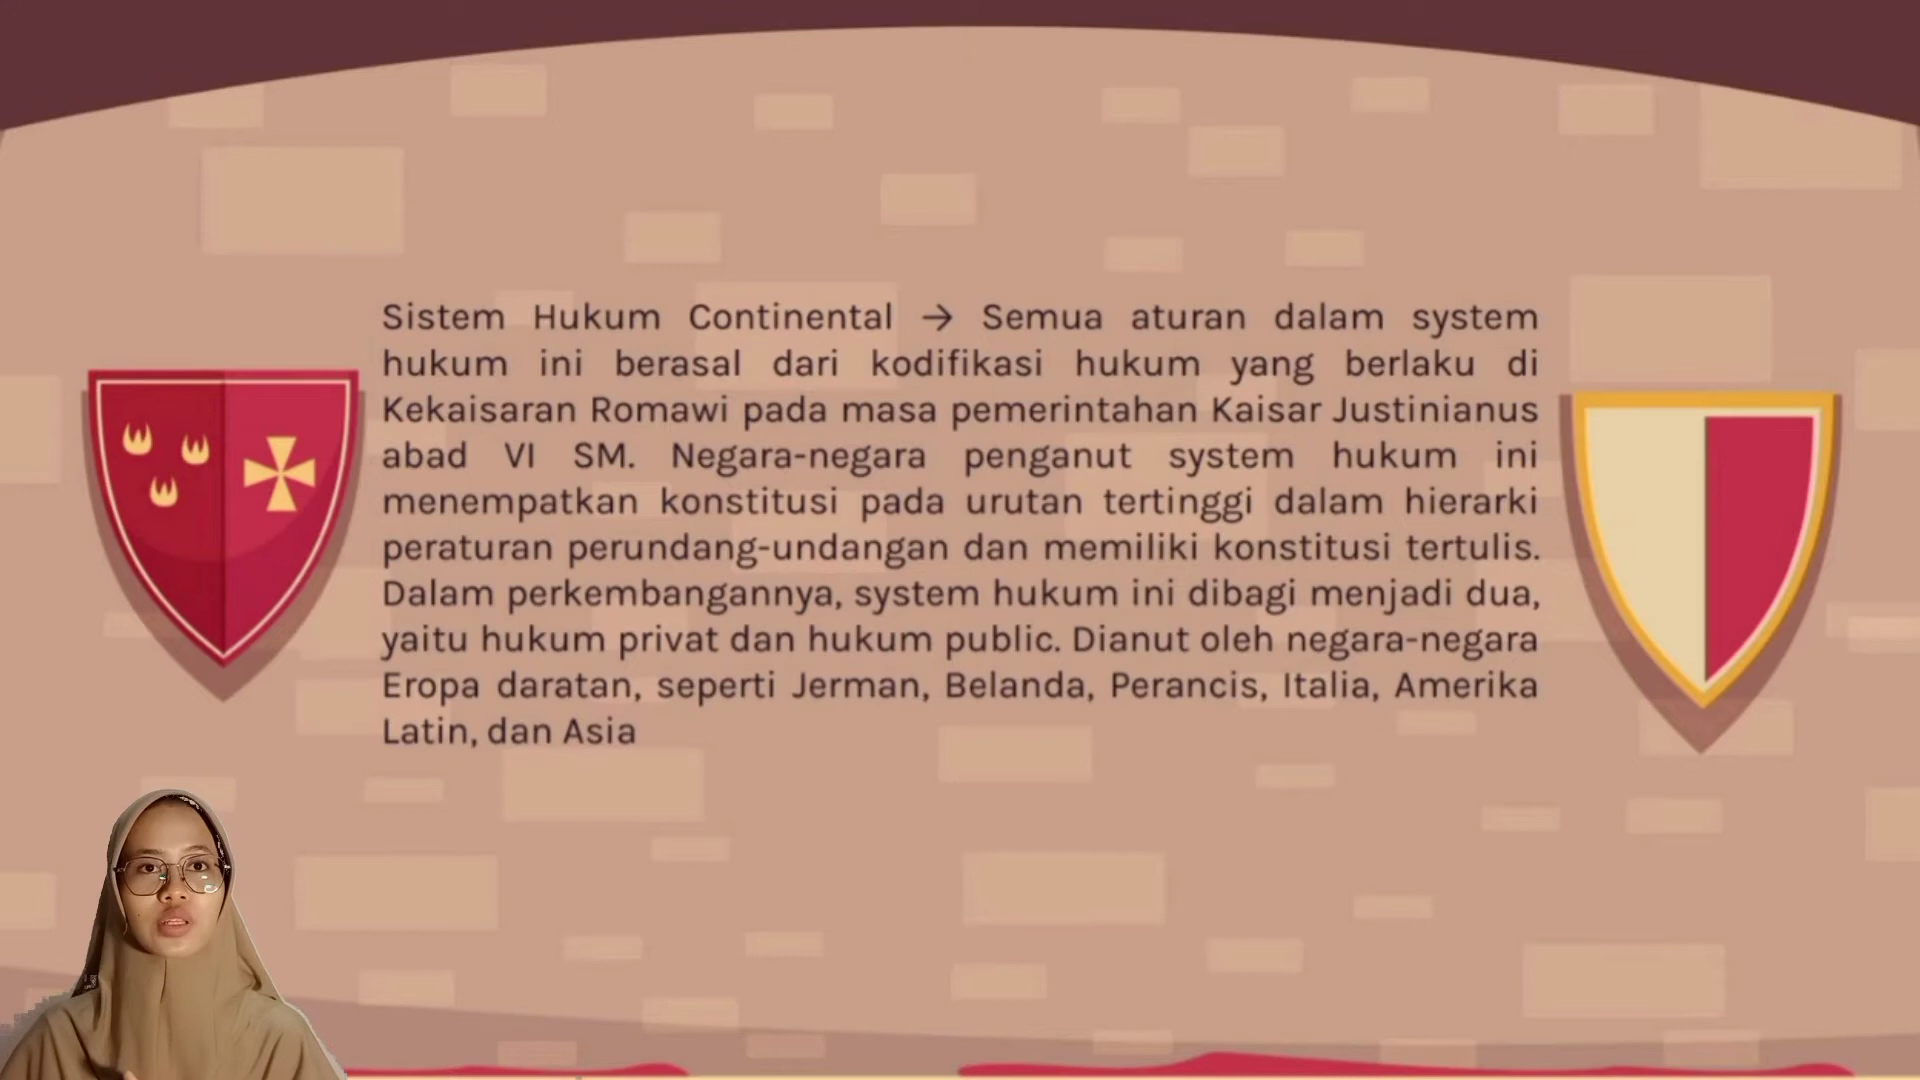 Sistem Hukum Continental → Semua aturan dalam system
hukum ini berasal dari kodifikasi hukum yang berlaku di
Kekaisaran Romawi pada masa pemerintahan Kaisar Justinianus
abad VI SM. Negara-negara penganut system hukum ini
menempatkan konstitusi pada urutan tertinggi dalam hierarki
peraturan perundang-undangan dan memiliki konstitusi tertulis.
Dalam perkembangannya, system hukum ini dibagi menjadi dua,
yaitu hukum privat dan hukum public. Dianut oleh negara-negara
Eropa daratan, seperti Jerman, Belanda, Perancis, Italia, Amerika
Latin, dan Asia